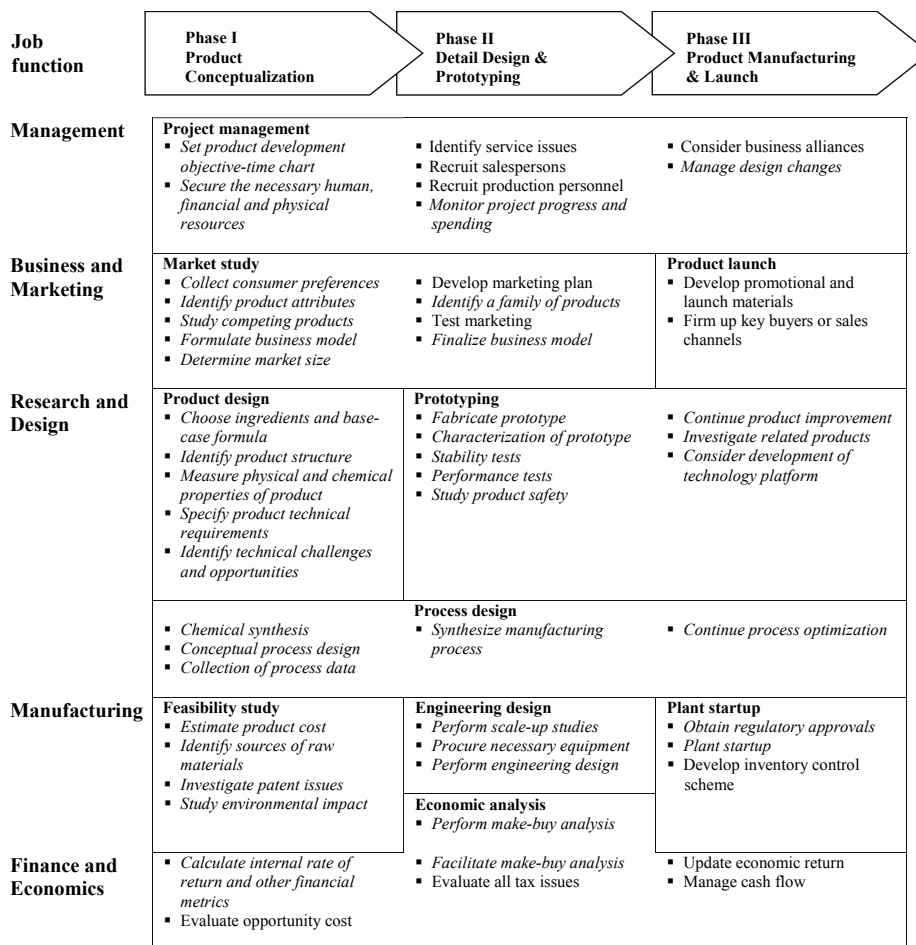 Job
function
Phase I
Product
Conceptualization
Phase II
Detail Design &
Prototyping
Phase III
Product Manufacturing
& Launch
Management
Project management
▪ Set product development
objective-time chart
▪ Secure the necessary human,
financial and physical
resources
▪ Identify service issues
▪ Recruit salespersons
▪ Recruit production personnel
▪ Monitor project progress and
spending
▪ Consider business alliances
▪ Manage design changes
Business and
Marketing
Market study
▪ Collect consumer preferences
▪ Identify product attributes
▪ Study competing products
▪ Formulate business model
▪ Determine market size
▪ Develop marketing plan
▪ Identify a family of products
▪ Test marketing
▪ Finalize business model
Product launch
▪ Develop promotional and
launch materials
▪ Firm up key buyers or sales
channels
Research and
Design
Product design
▪ Choose ingredients and base-
case formula
▪ Identify product structure
▪ Measure physical and chemical
properties of product
▪ Specify product technical
requirements
▪ Identify technical challenges
and opportunities
Prototyping
▪ Fabricate prototype
▪ Characterization of prototype
▪ Stability tests
▪ Performance tests
▪ Study product safety
▪ Continue product improvement
▪ Investigate related products
▪ Consider development of
technology platform
▪ Chemical synthesis
▪ Conceptual process design
▪ Collection of process data
Process design
▪ Synthesize manufacturing
process
▪ Continue process optimization
Manufacturing
Feasibility study
▪ Estimate product cost
▪ Identify sources of raw
materials
▪ Investigate patent issues
▪ Study environmental impact
Engineering design
▪ Perform scale-up studies
▪ Procure necessary equipment
▪ Perform engineering design
Economic analysis
▪ Perform make-buy analysis
Plant startup
▪ Obtain regulatory approvals
▪ Plant startup
▪ Develop inventory control
scheme
Finance and
Economics
▪ Calculate internal rate of
return and other financial
metrics
▪ Evaluate opportunity cost
▪ Facilitate make-buy analysis
▪ Evaluate all tax issues
▪ Update economic return
▪ Manage cash flow